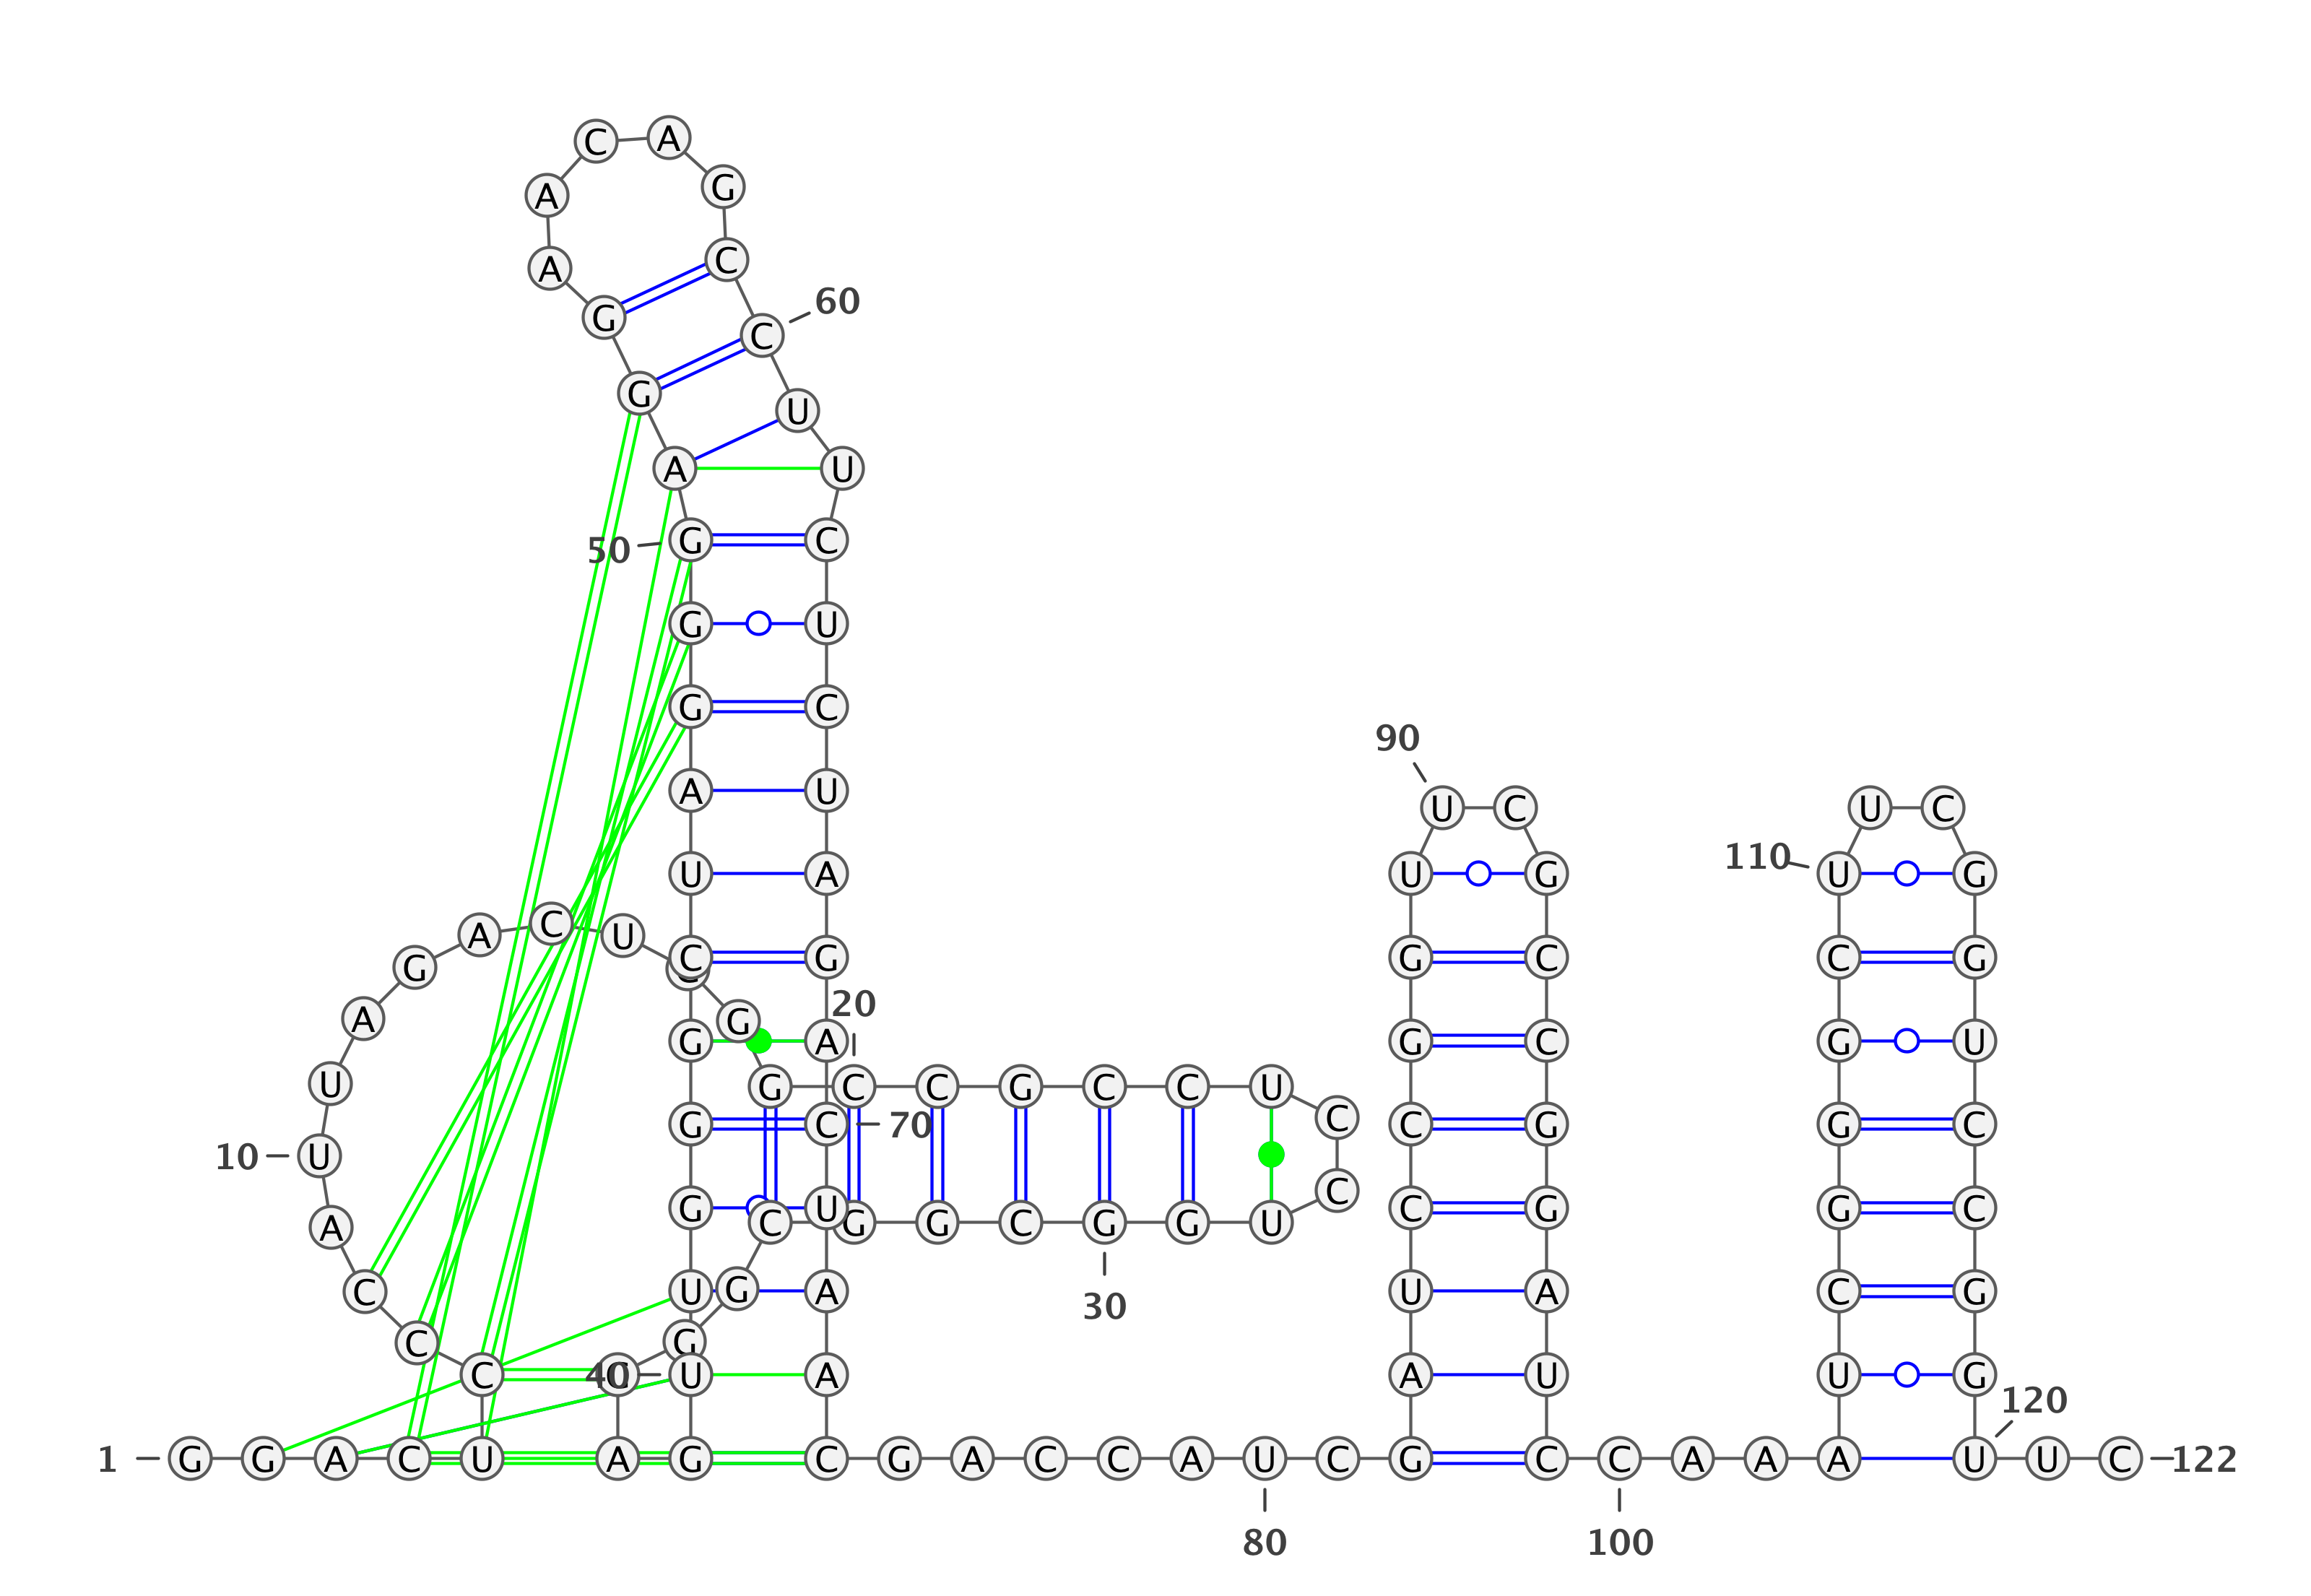 C A
A G
A C
60
G C
G U
A U
50 G C
G U
G C
90
A U U C U C
110
U A U G U G
A C U
C G G C C G
G
20
A G
G A G C G U
U G C C G C C U
C
G C 70 C G G C
10 U
C
G U C G G C
A C G G C G G U
C U G A U A C G
30
C G
C 40 U A A U U G
120
1 G G A C U A G C G A C C A U C G C C A A A U U C 122
80 100